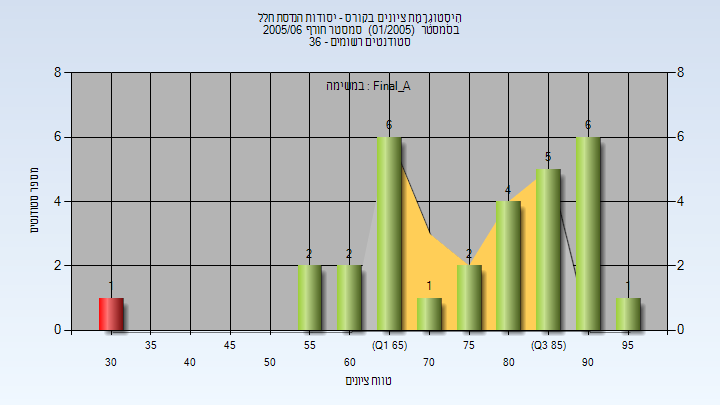 היסטוגרמת ציונים בקורס - יסודות הנדסת חלל
בסמסטר (01/2005) סמסטר חורף 2005/06
סטודנטים רשומים - 36
במשימה : Final_A
8 8
6 6
4 4
2 2
0 0
1 2 2 6 1 2 4 5 6 1
מספר סטודנטים
35 45 55 (Q1 65) 75 (Q3 85) 95
30 40 50 60 70 80 90
טווח ציונים